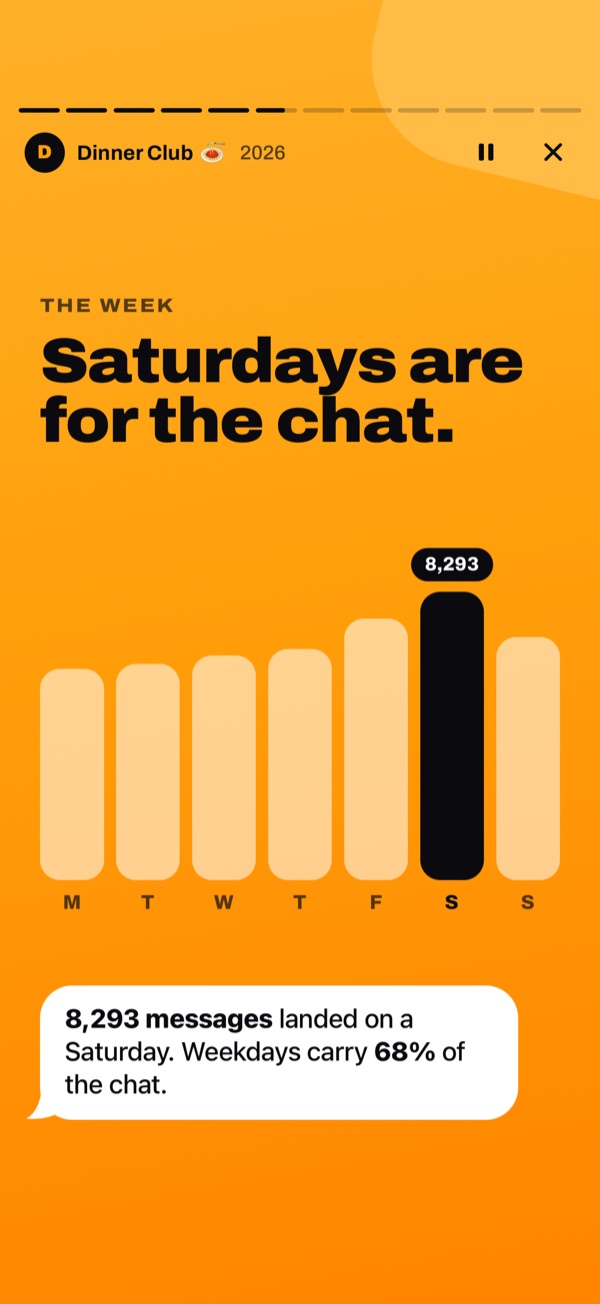 D Dinner Club 🍝 2026
THE WEEK
Saturdays are
for the chat.
8,293
M T W T F S S
8,293 messages landed on a
Saturday. Weekdays carry 68% of
the chat.